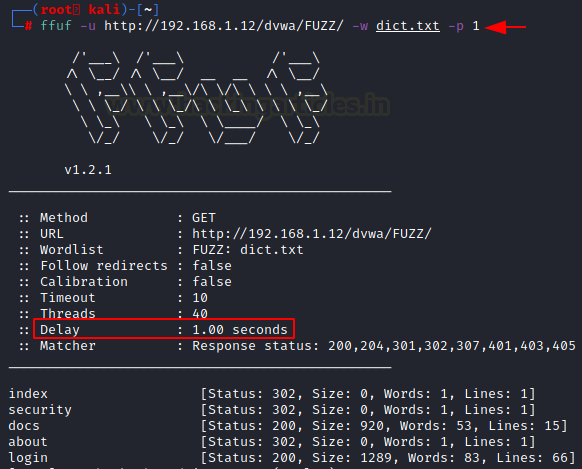 ┌──(root💀 kali)-[~]
└─# ffuf -u http://192.168.1.12/dvwa/FUZZ/ -w dict.txt -p 1
        /'___\  /'___\           /'___\
       /\ \__/ /\ \__/  __  __  /\ \__/
       \ \ ,__\\ \ ,__\/\ \/\ \ \ \ ,__\
        \ \ \_/ \ \ \_/\ \ \_\ \ \ \ \_/
         \ \_\   \ \_\  \ \____/  \ \_\
          \/_/    \/_/   \/___/    \/_/
www.hackingarticles.in
v1.2.1
________________________________________________
:: Method : GET
:: URL : http://192.168.1.12/dvwa/FUZZ/
:: Wordlist : FUZZ: dict.txt
:: Follow redirects : false
:: Calibration : false
:: Timeout : 10
:: Threads : 40
:: Delay : 1.00 seconds
:: Matcher : Response status: 200,204,301,302,307,401,403,405
________________________________________________
index [Status: 302, Size: 0, Words: 1, Lines: 1]
security [Status: 302, Size: 0, Words: 1, Lines: 1]
docs [Status: 200, Size: 920, Words: 53, Lines: 15]
about [Status: 302, Size: 0, Words: 1, Lines: 1]
login [Status: 200, Size: 1289, Words: 83, Lines: 66]